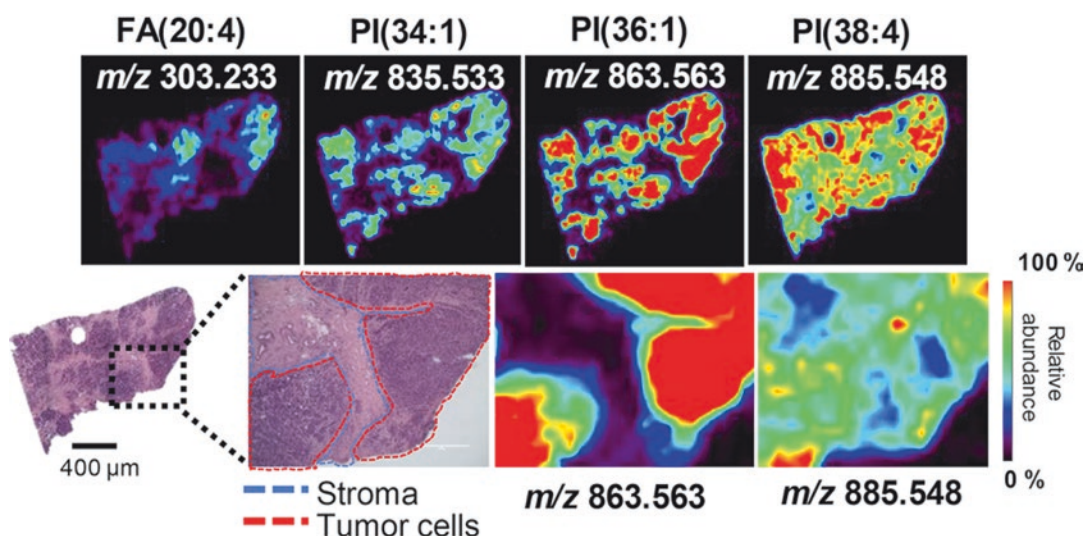 FA(20:4) PI(34:1) PI(36:1) PI(38:4)
m/z 303.233 m/z 835.533 m/z 863.563 m/z 885.548
100 %
Relative
abundance
0 %
400 µm
m/z 863.563 m/z 885.548
Stroma
Tumor cells